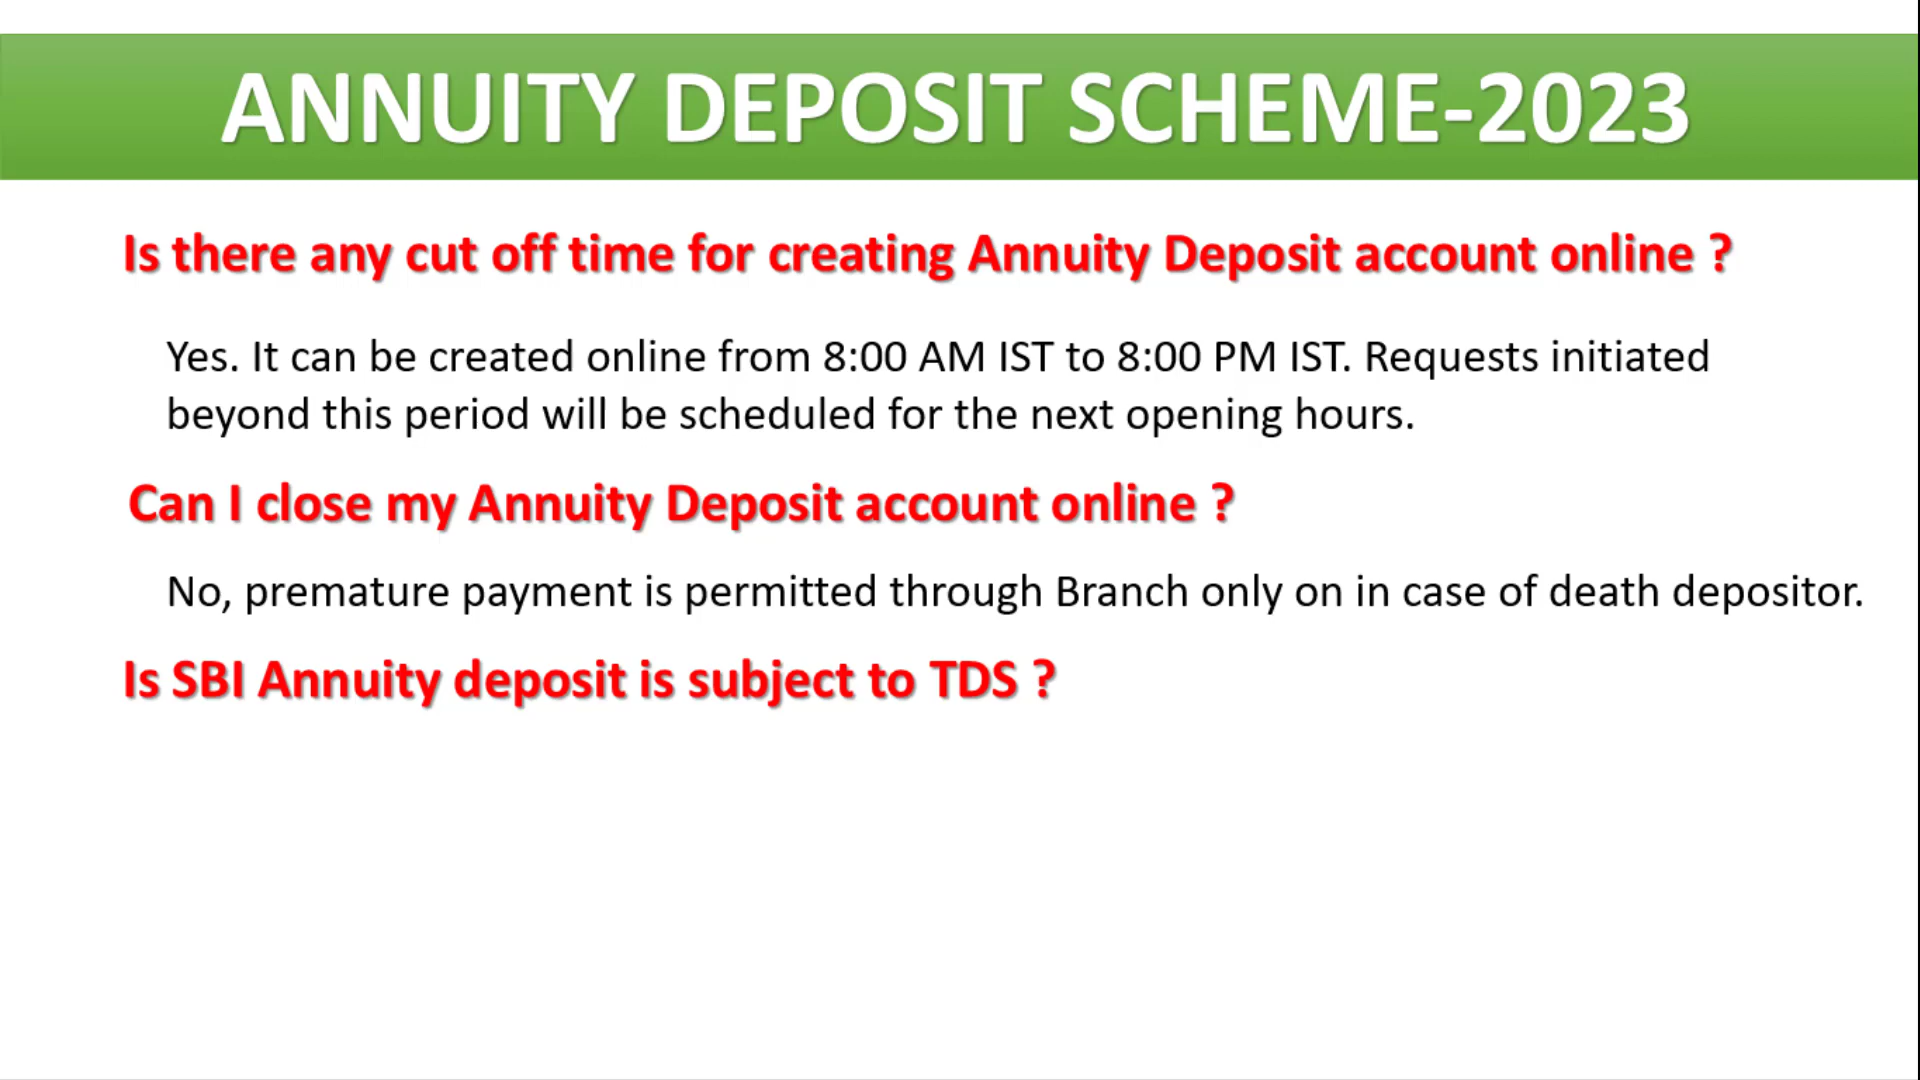 ANNUITY DEPOSIT SCHEME-2023
Is there any cut off time for creating Annuity Deposit account online ?
Yes. It can be created online from 8:00 AM IST to 8:00 PM IST. Requests initiated
beyond this period will be scheduled for the next opening hours.
Can I close my Annuity Deposit account online ?
No, premature payment is permitted through Branch only on in case of death depositor.
Is SBI Annuity deposit is subject to TDS ?